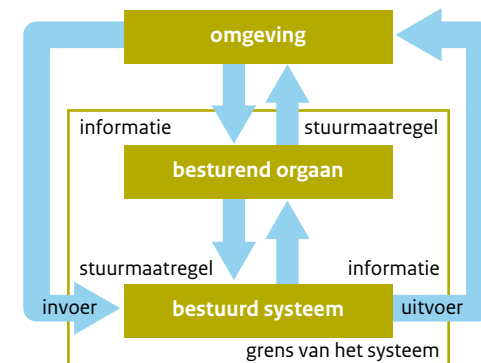 omgeving
informatie
stuurmaatregel
besturend orgaan
stuurmaatregel
informatie
invoer
bestuurd systeem
uitvoer
grens van het systeem